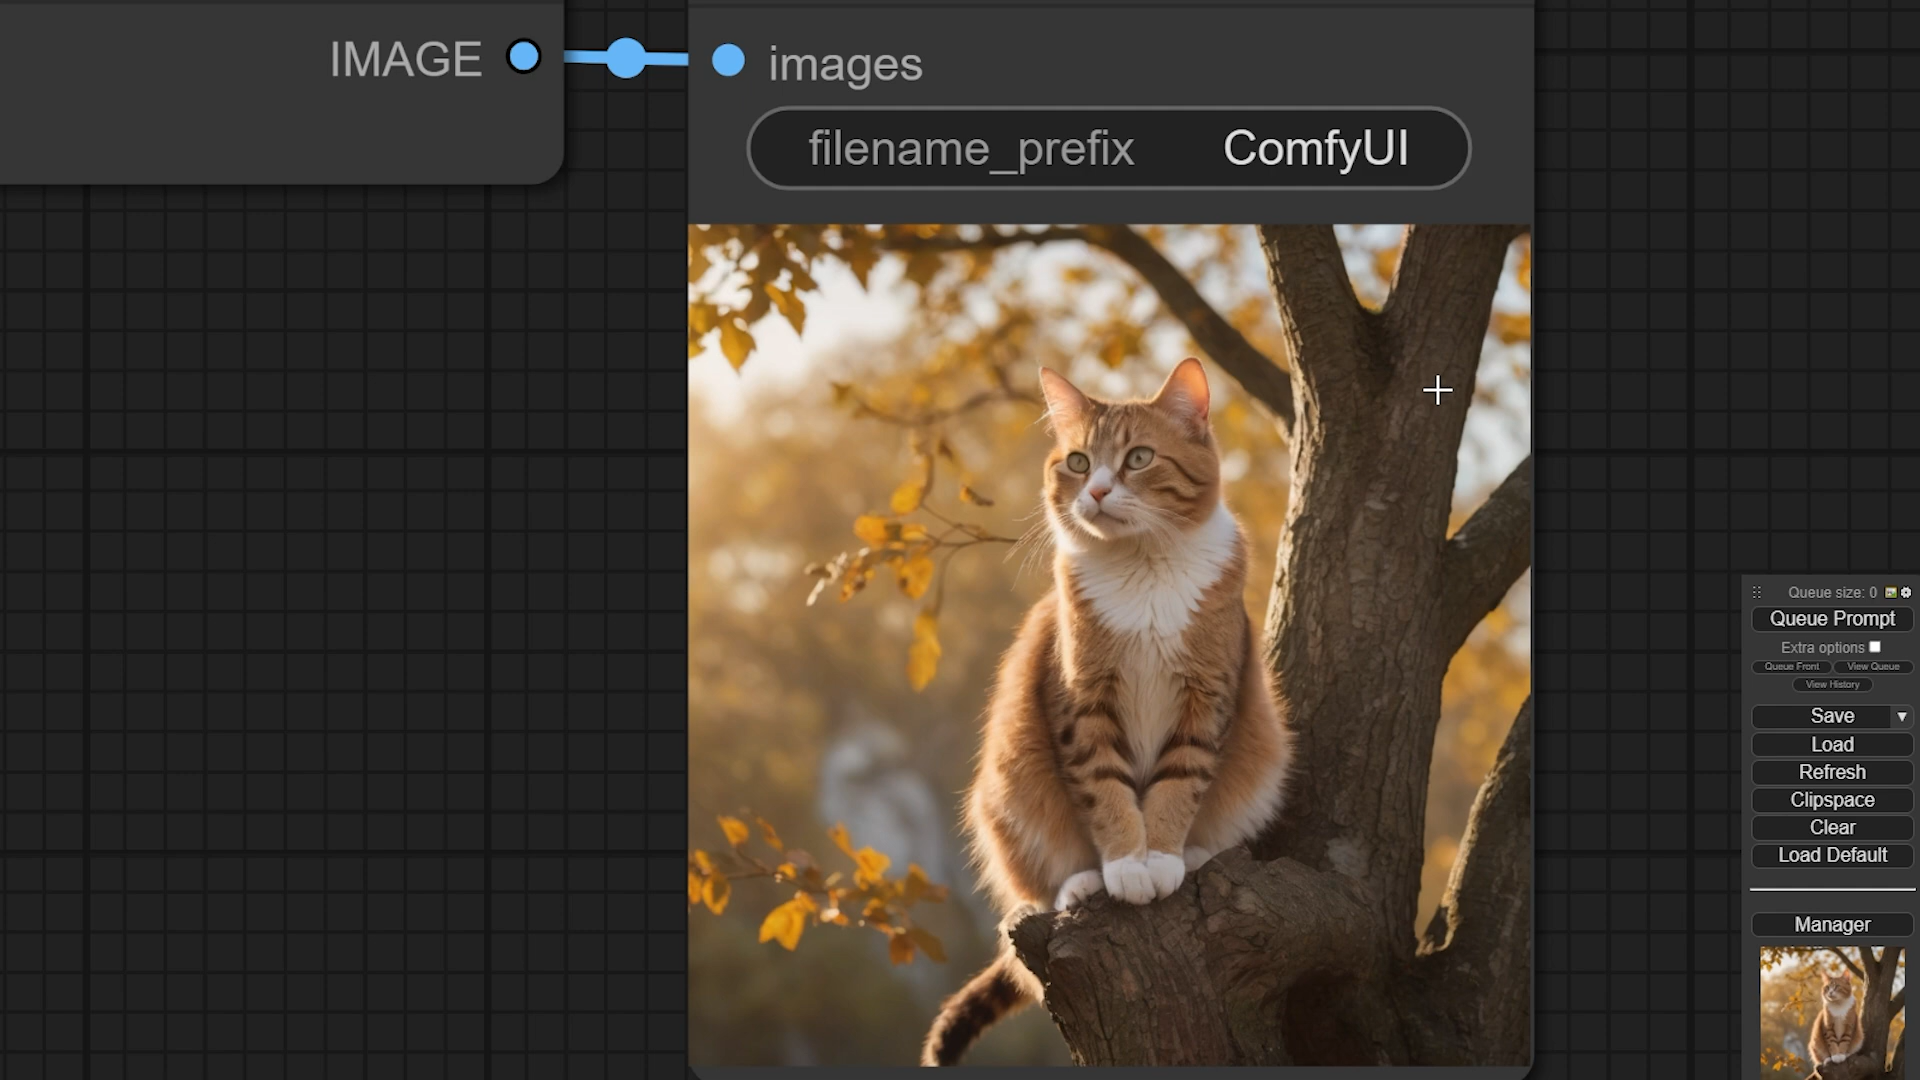 IMAGE
images
filename_prefix ComfyUI
Queue size: 0
Queue Prompt
Extra options
Queue Front View Queue
View History
Save
Load
Refresh
Clipspace
Clear
Load Default
Manager